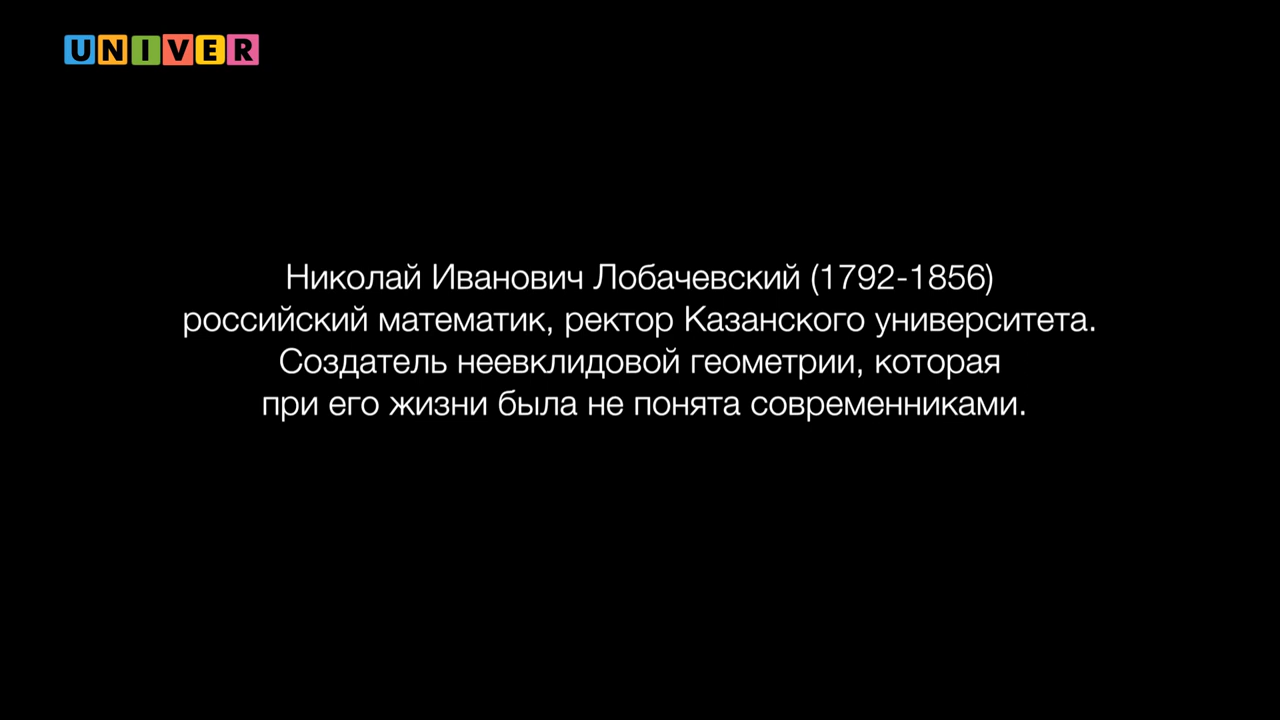 UNIVER
Николай Иванович Лобачевский (1792-1856)
российский математик, ректор Казанского университета.
Создатель неевклидовой геометрии, которая
при его жизни была не понята современниками.